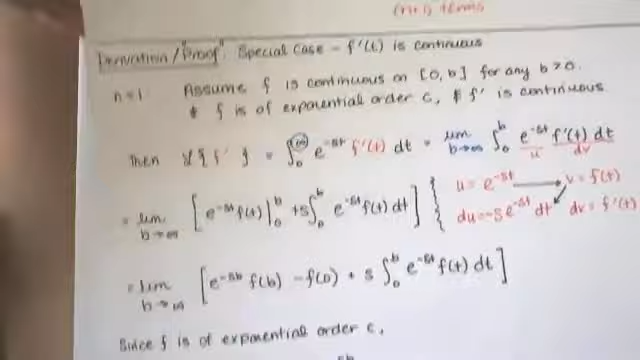 (n+1) terms
Derivation/"Proof": Special Case - f'(t) is continuous
n=1 Assume f is continuous on [0,b] for any b>0.
& f is of exponential order c, & f' is continuous
Then ℒ{f'} = ∫₀^∞ e^{-st} f'(t) dt = lim_{b→∞} ∫₀^b e^{-st} f'(t) dt
u dv
= lim_{b→∞} [e^{-st} f(t)|₀^b + s∫₀^b e^{-st} f(t) dt] { u = e^{-st} v = f(t)
du = -se^{-st} dt dv = f'(t)
= lim_{b→∞} [e^{-sb} f(b) - f(0) + s ∫₀^b e^{-st} f(t) dt]
Since f is of exponential order c,